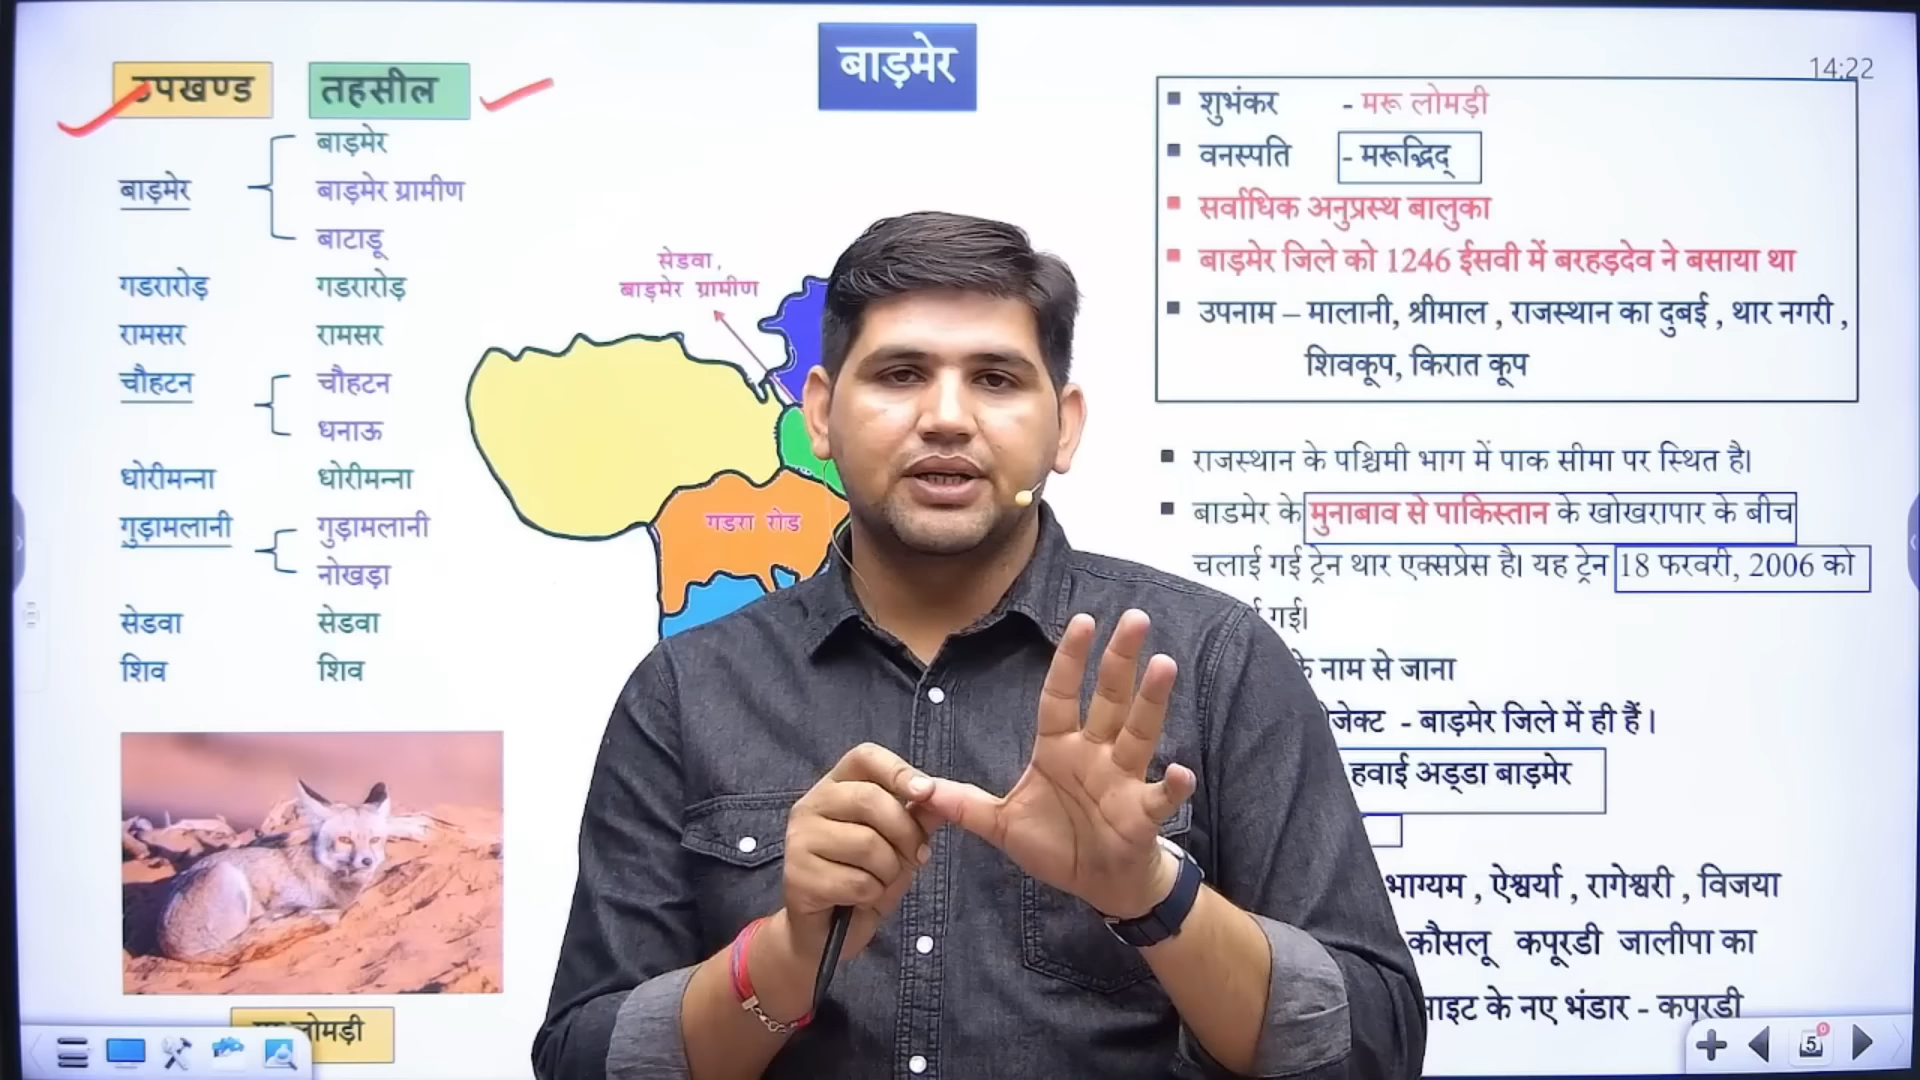 बाड़मेर
14:22
उपखण्ड तहसील
बाड़मेर
बाड़मेर
बाड़मेर ग्रामीण
बाटाडू
गडरारोड़ गडरारोड़
रामसर रामसर
चौहटन चौहटन
धनाऊ
धोरीमन्ना धोरीमन्ना
गुड़ामलानी गुड़ामलानी
नोखड़ा
सेडवा सेडवा
शिव शिव
लोमड़ी
सेडवा,
बाड़मेर ग्रामीण
गडरा रोड
शुभंकर - मरू लोमड़ी
वनस्पति - मरूद्भिद्
सर्वाधिक अनुप्रस्थ बालुका
बाड़मेर जिले को 1246 ईसवी में बरहड़देव ने बसाया था
उपनाम – मालानी, श्रीमाल , राजस्थान का दुबई , थार नगरी ,
शिवकूप, किरात कूप
राजस्थान के पश्चिमी भाग में पाक सीमा पर स्थित है।
बाडमेर के मुनाबाव से पाकिस्तान के खोखरापार के बीच
चलाई गई ट्रेन थार एक्सप्रेस है। यह ट्रेन 18 फरवरी, 2006 को
गई।
के नाम से जाना
जेक्ट - बाड़मेर जिले में ही हैं।
हवाई अड्डा बाड़मेर
भाग्यम , ऐश्वर्या , रागेश्वरी , विजया
कौसलू कपूरडी जालीपा का
नाइट के नए भंडार - कपूरडी
5